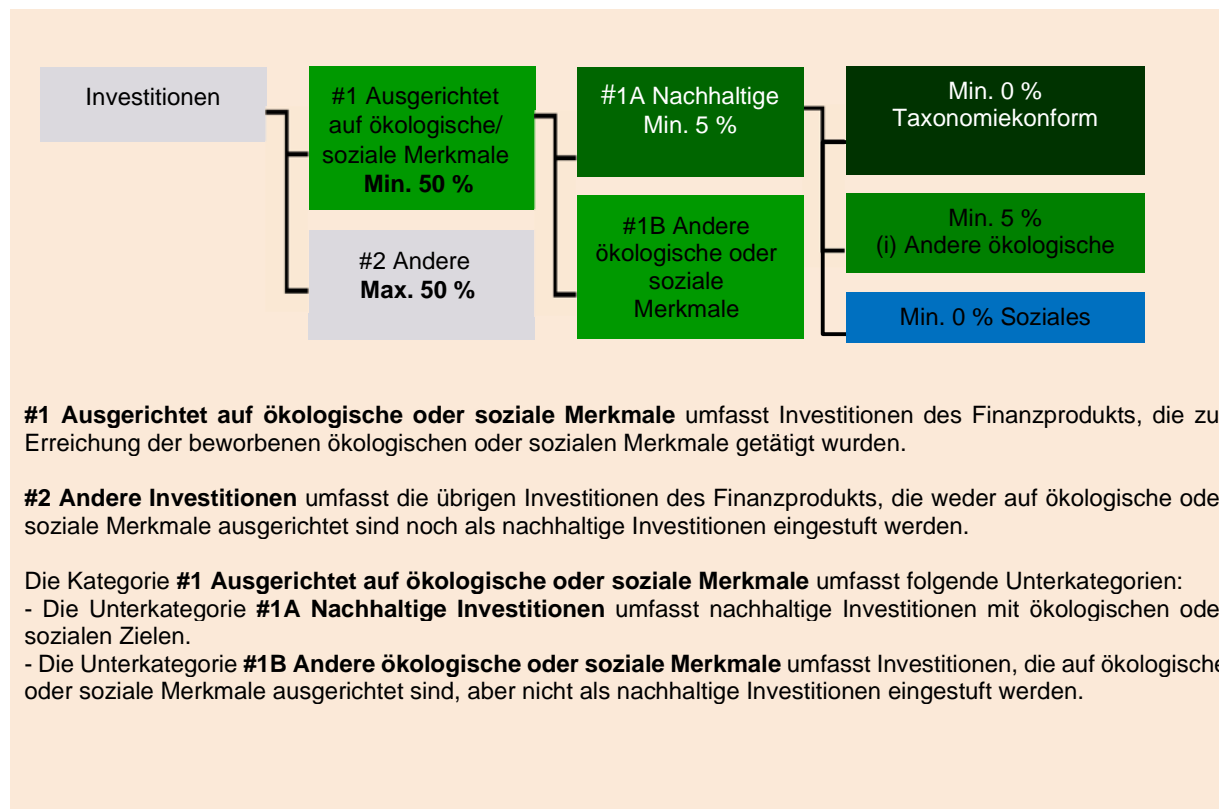 Investitionen
#1 Ausgerichtet
auf ökologische/
soziale Merkmale
Min. 50 %
#2 Andere
Max. 50 %
#1A Nachhaltige
Min. 5 %
#1B Andere
ökologische oder
soziale
Merkmale
Min. 0 %
Taxonomiekonform
Min. 5 %
(i) Andere ökologische
Min. 0 % Soziales
#1 Ausgerichtet auf ökologische oder soziale Merkmale umfasst Investitionen des Finanzprodukts, die zu
Erreichung der beworbenen ökologischen oder sozialen Merkmale getätigt wurden.
#2 Andere Investitionen umfasst die übrigen Investitionen des Finanzprodukts, die weder auf ökologische ode
soziale Merkmale ausgerichtet sind noch als nachhaltige Investitionen eingestuft werden.
Die Kategorie #1 Ausgerichtet auf ökologische oder soziale Merkmale umfasst folgende Unterkategorien:
- Die Unterkategorie #1A Nachhaltige Investitionen umfasst nachhaltige Investitionen mit ökologischen ode
sozialen Zielen.
- Die Unterkategorie #1B Andere ökologische oder soziale Merkmale umfasst Investitionen, die auf ökologische
oder soziale Merkmale ausgerichtet sind, aber nicht als nachhaltige Investitionen eingestuft werden.